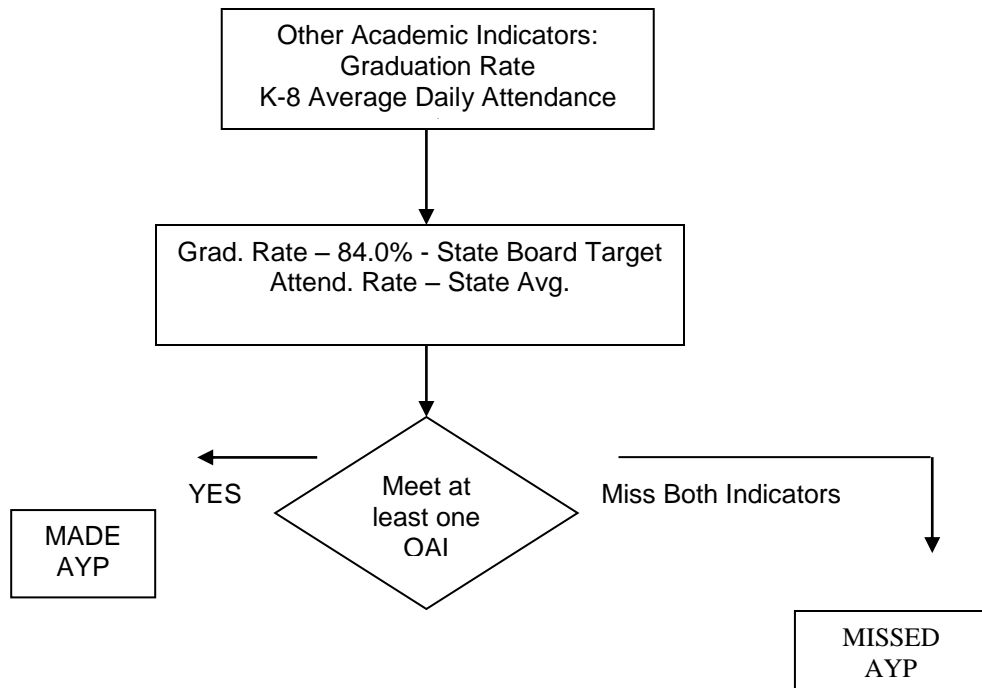 Other Academic Indicators:
Graduation Rate
K-8 Average Daily Attendance
Grad. Rate – 84.0% - State Board Target
Attend. Rate – State Avg.
YES
Meet at
least one
OAI
Miss Both Indicators
MADE
AYP
MISSED
AYP